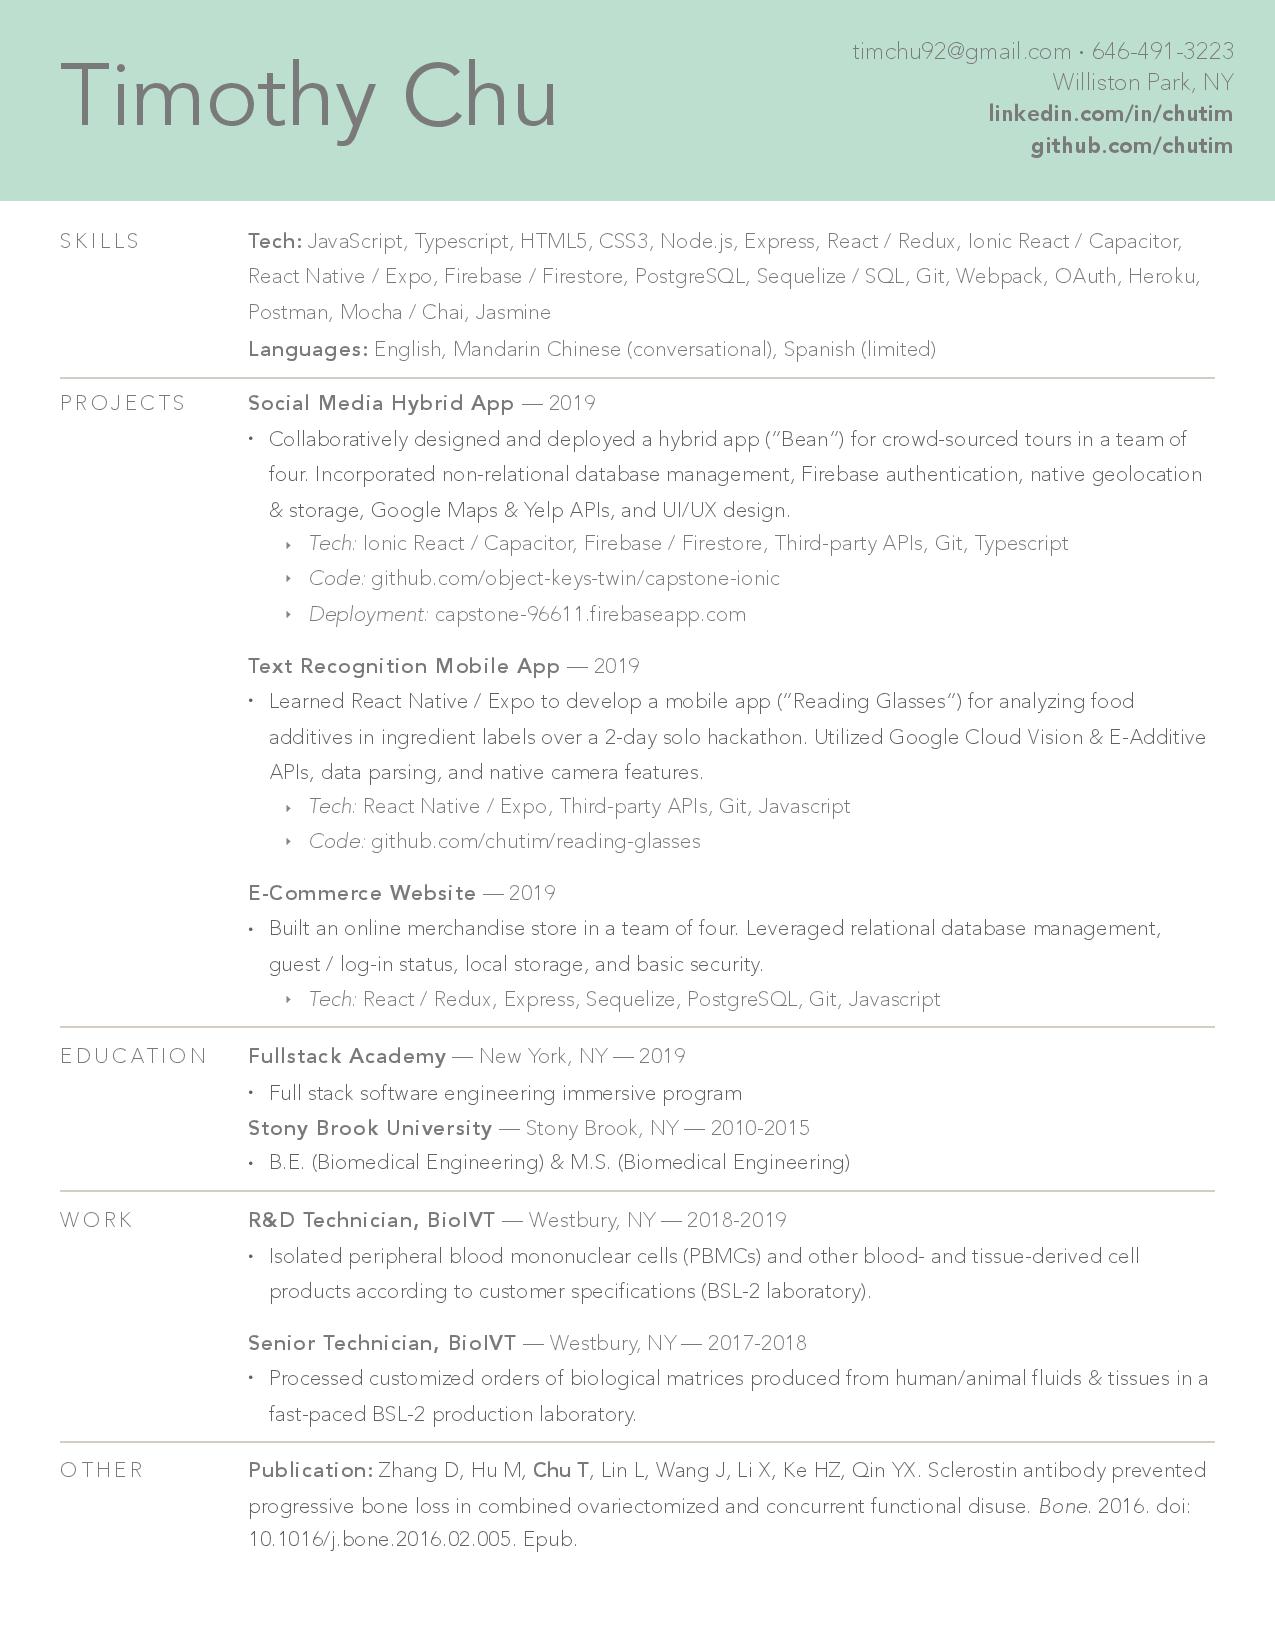 Timothy Chu
timchu92@gmail.com · 646-491-3223
Williston Park, NY
linkedin.com/in/chutim
github.com/chutim
SKILLS
Tech: JavaScript, Typescript, HTML5, CSS3, Node.js, Express, React / Redux, Ionic React / Capacitor,
React Native / Expo, Firebase / Firestore, PostgreSQL, Sequelize / SQL, Git, Webpack, OAuth, Heroku,
Postman, Mocha / Chai, Jasmine
Languages: English, Mandarin Chinese (conversational), Spanish (limited)
PROJECTS
Social Media Hybrid App — 2019
• Collaboratively designed and deployed a hybrid app (“Bean”) for crowd-sourced tours in a team of
four. Incorporated non-relational database management, Firebase authentication, native geolocation
& storage, Google Maps & Yelp APIs, and UI/UX design.
‣ Tech: Ionic React / Capacitor, Firebase / Firestore, Third-party APIs, Git, Typescript
‣ Code: github.com/object-keys-twin/capstone-ionic
‣ Deployment: capstone-96611.firebaseapp.com
Text Recognition Mobile App — 2019
• Learned React Native / Expo to develop a mobile app (“Reading Glasses”) for analyzing food
additives in ingredient labels over a 2-day solo hackathon. Utilized Google Cloud Vision & E-Additive
APIs, data parsing, and native camera features.
‣ Tech: React Native / Expo, Third-party APIs, Git, Javascript
‣ Code: github.com/chutim/reading-glasses
E-Commerce Website — 2019
• Built an online merchandise store in a team of four. Leveraged relational database management,
guest / log-in status, local storage, and basic security.
‣ Tech: React / Redux, Express, Sequelize, PostgreSQL, Git, Javascript
EDUCATION
Fullstack Academy — New York, NY — 2019
• Full stack software engineering immersive program
Stony Brook University — Stony Brook, NY — 2010-2015
• B.E. (Biomedical Engineering) & M.S. (Biomedical Engineering)
WORK
R&D Technician, BioIVT — Westbury, NY — 2018-2019
• Isolated peripheral blood mononuclear cells (PBMCs) and other blood- and tissue-derived cell
products according to customer specifications (BSL-2 laboratory).
Senior Technician, BioIVT — Westbury, NY — 2017-2018
• Processed customized orders of biological matrices produced from human/animal fluids & tissues in a
fast-paced BSL-2 production laboratory.
OTHER
Publication: Zhang D, Hu M, Chu T, Lin L, Wang J, Li X, Ke HZ, Qin YX. Sclerostin antibody prevented
progressive bone loss in combined ovariectomized and concurrent functional disuse. Bone. 2016. doi:
10.1016/j.bone.2016.02.005. Epub.